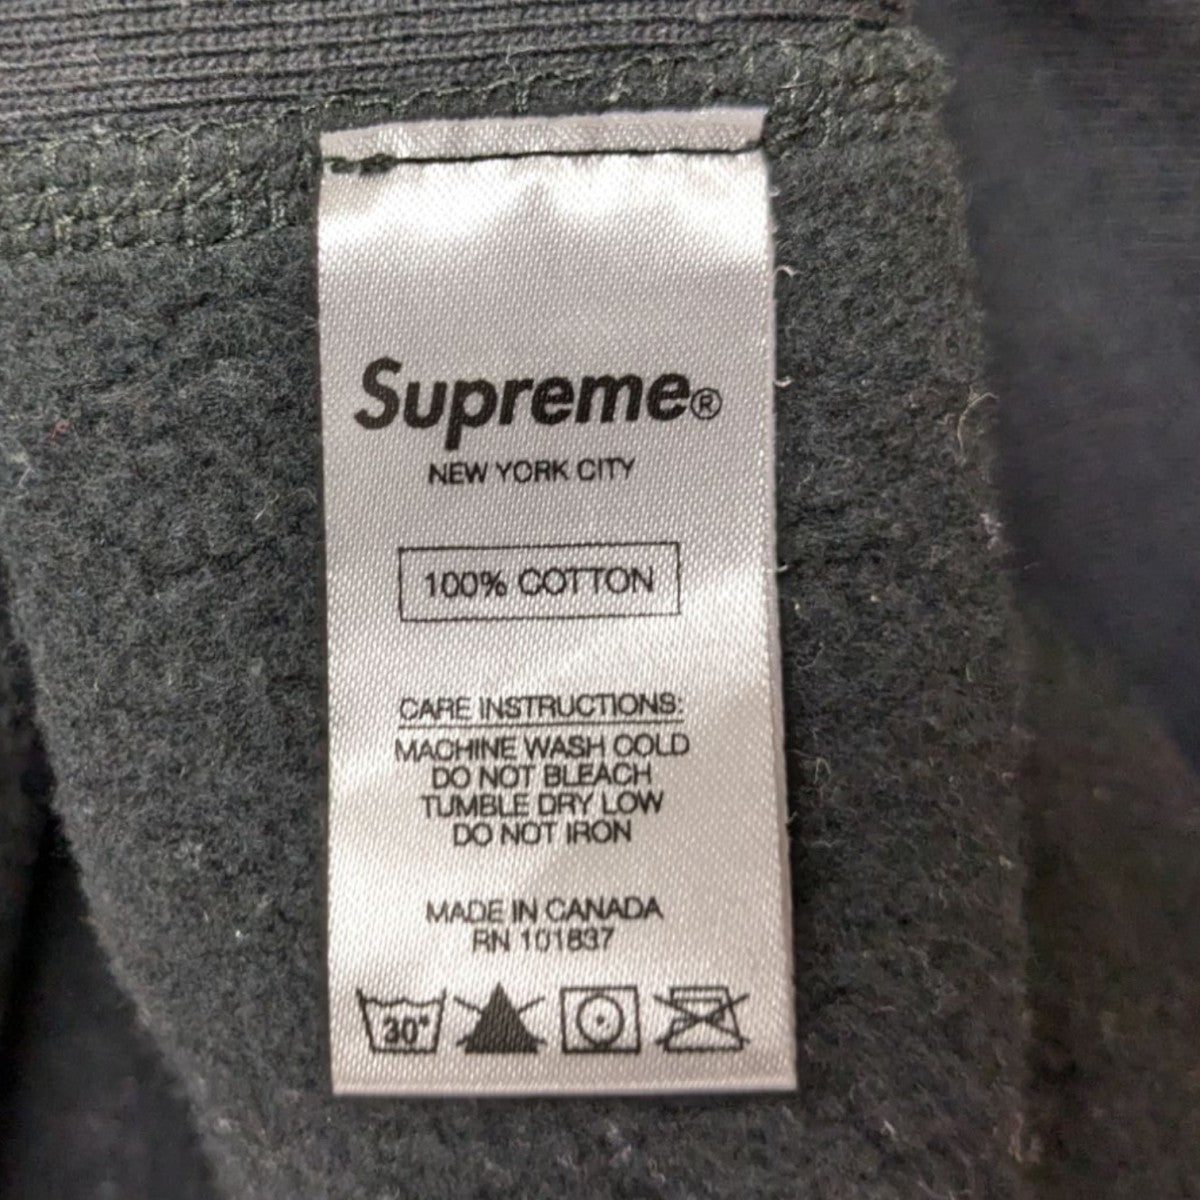 Supreme®
NEW YORK CITY
100% COTTON
CARE INSTRUCTIONS:
MACHINE WASH COLD
DO NOT BLEACH
TUMBLE DRY LOW
DO NOT IRON
MADE IN CANADA
RN 101837
30°